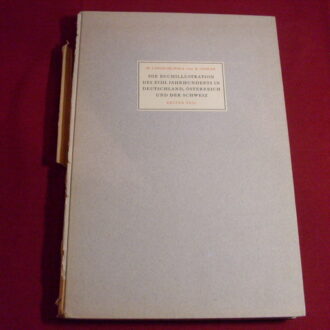 DIE BUCHILLUSTRATION
DES XVIII. JAHRHUNDERTS IN
DEUTSCHLAND, ÖSTERREICH
UND DER SCHWEIZ
ERSTER TEIL